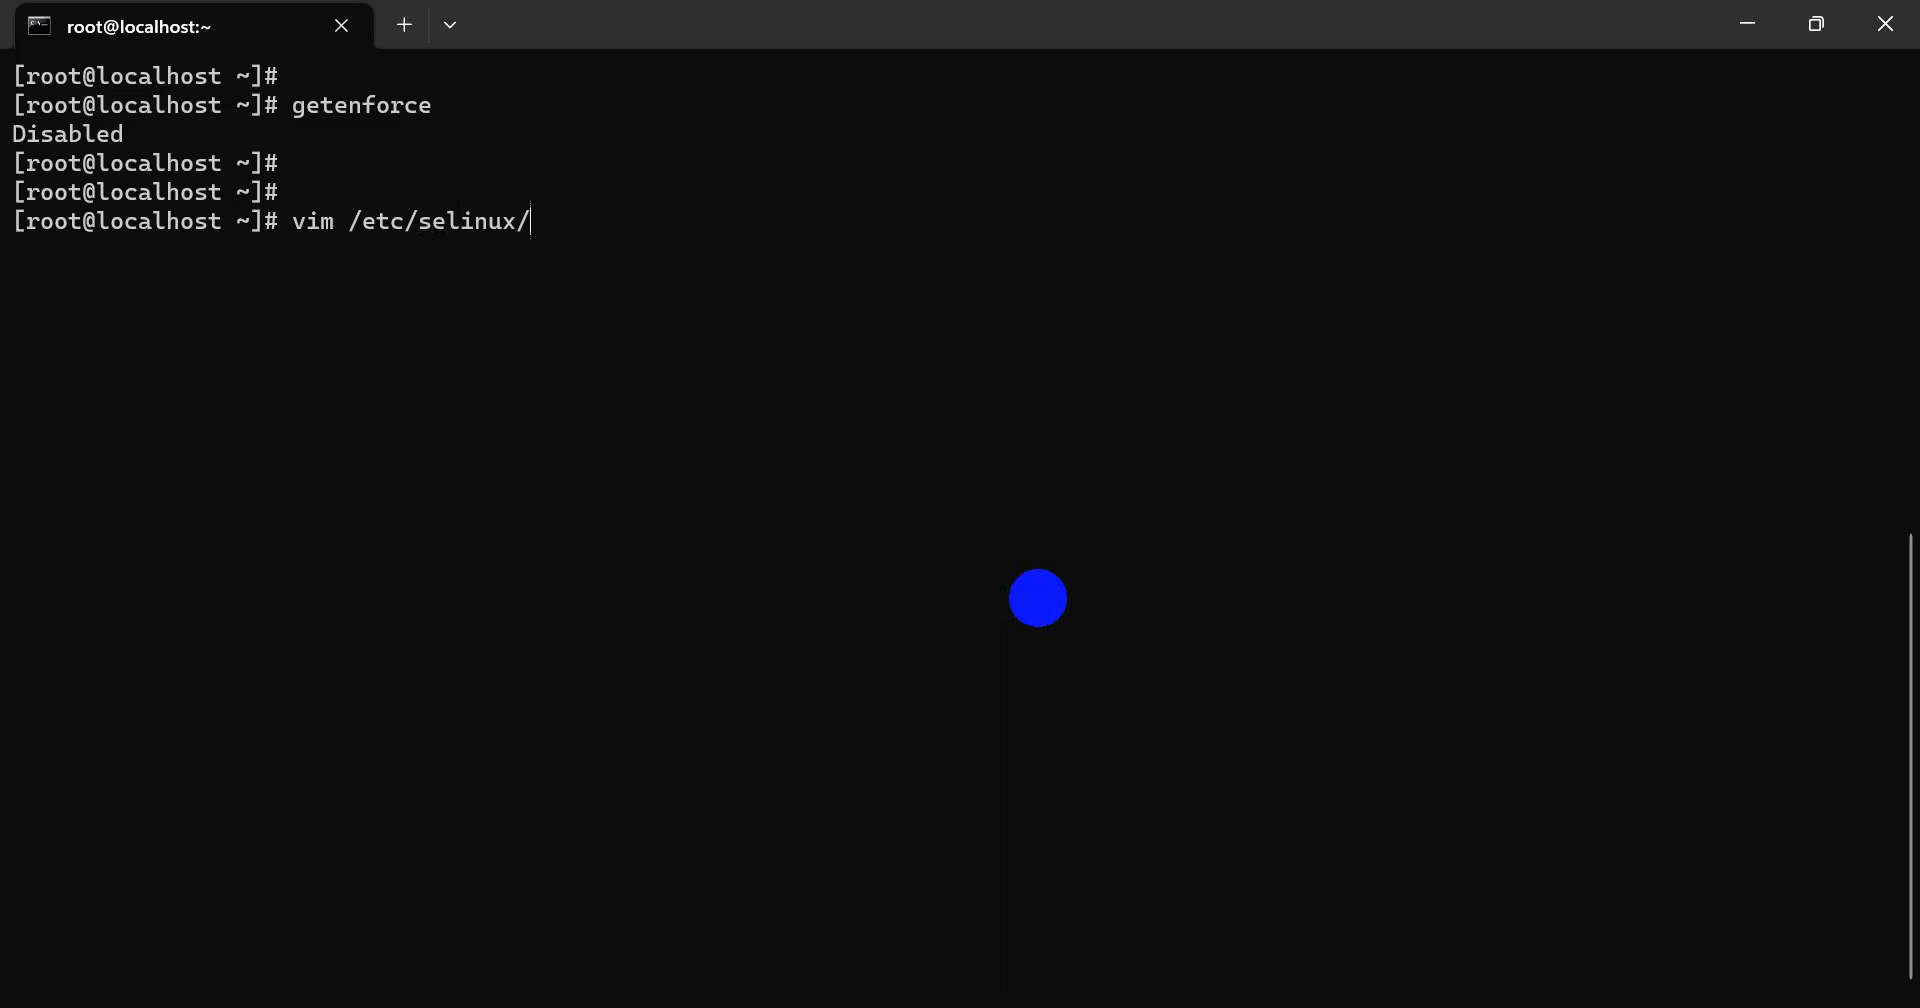 root@localhost:~
[root@localhost ~]#
[root@localhost ~]# getenforce
Disabled
[root@localhost ~]#
[root@localhost ~]#
[root@localhost ~]# vim /etc/selinux/